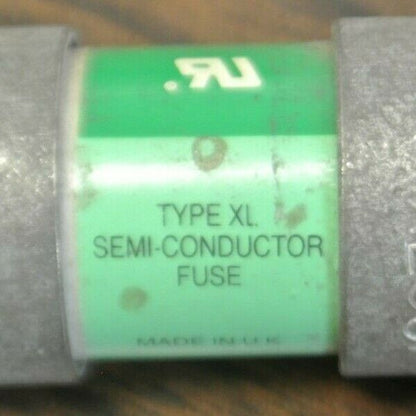 TYPE XL
SEMI-CONDUCTOR
FUSE
MADE IN U.K